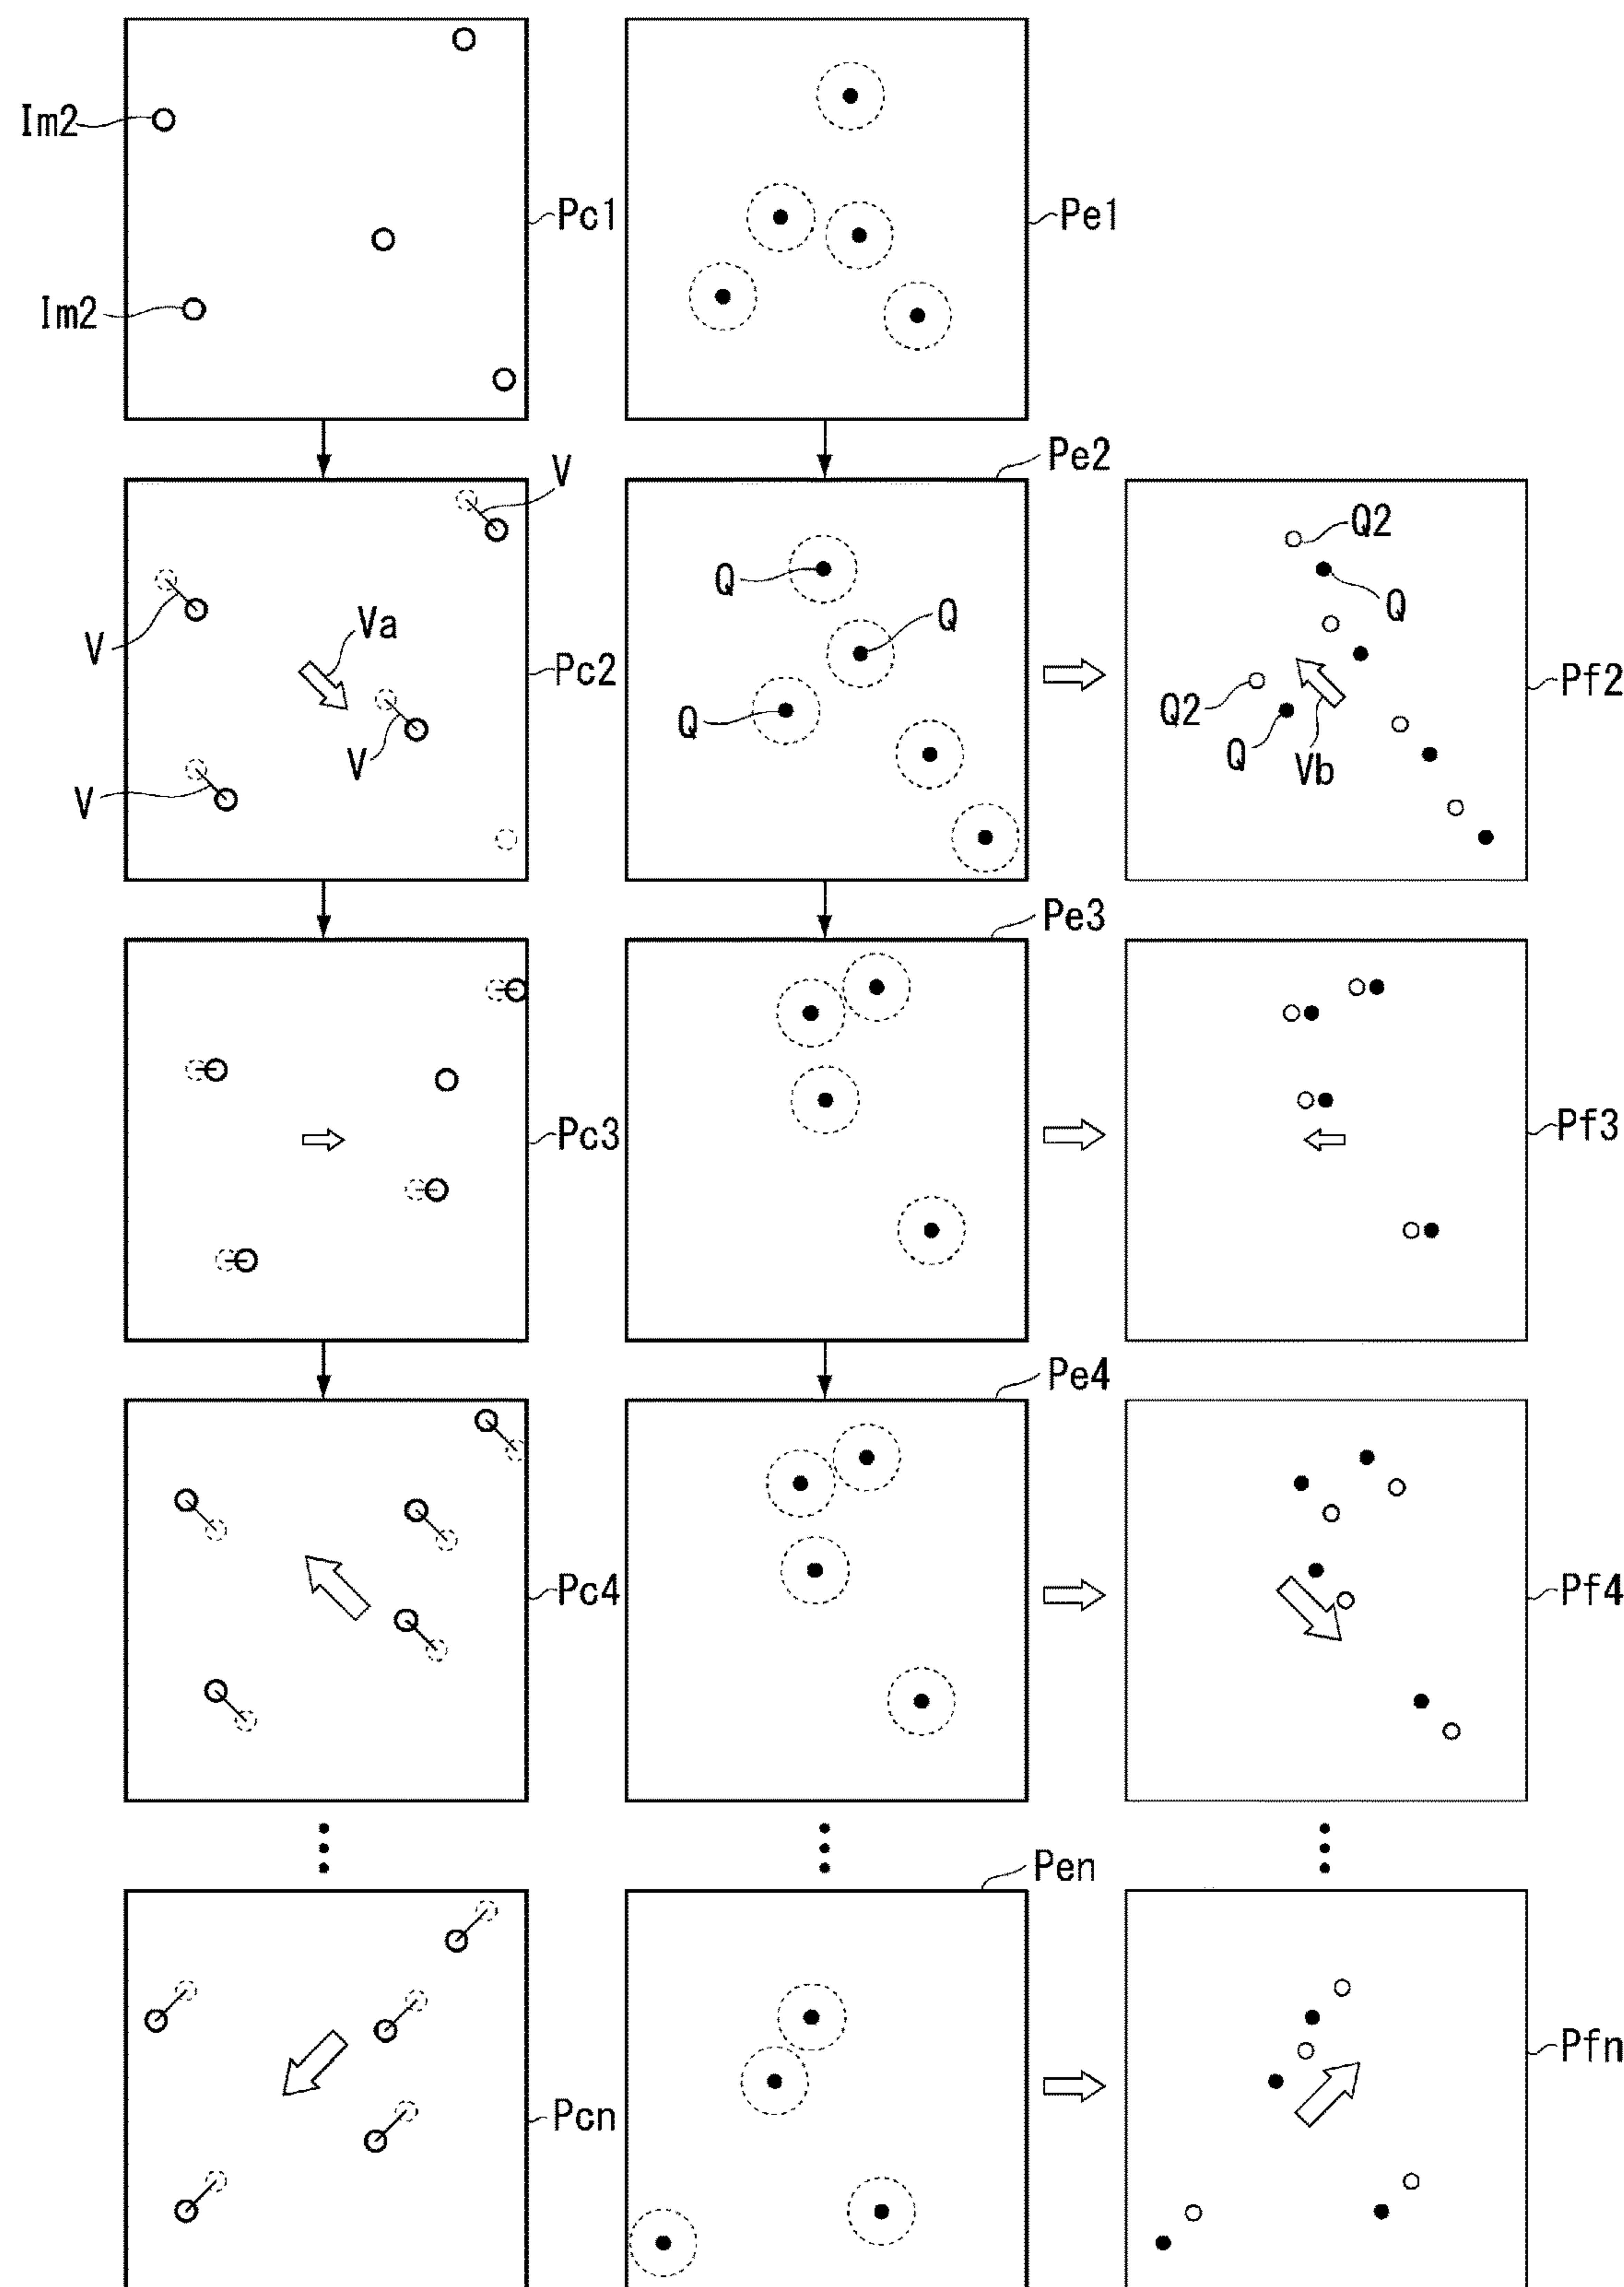 Im2
Pc1
Pe1
Im2
Pe2
V
Q2
Q
Q
Q
Va
V
Pc2
Pf2
Q2
Q
Q
Vb
V
V
Pe3
Pc3
Pf3
Pe4
Pc4
Pf4
Pen
Pfn
Pcn